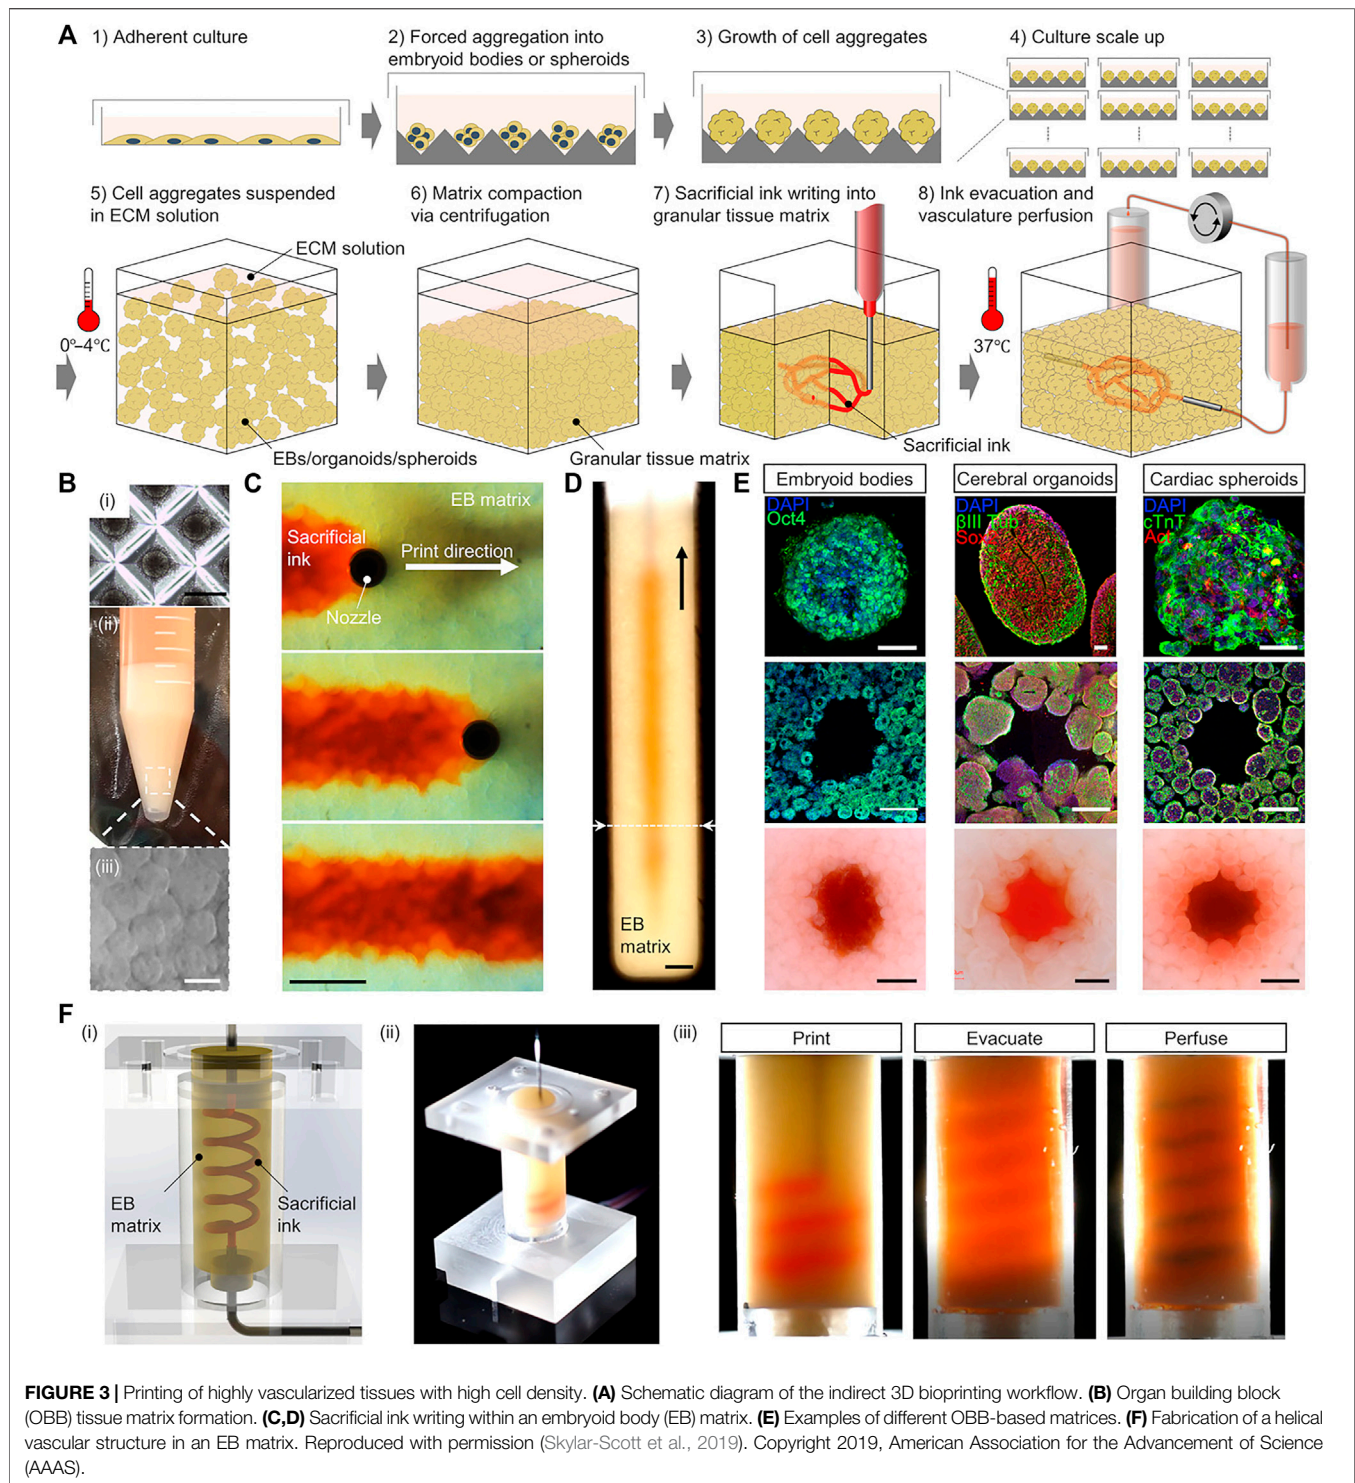 A
1) Adherent culture
2) Forced aggregation into
embryoid bodies or spheroids
3) Growth of cell aggregates
4) Culture scale up
5) Cell aggregates suspended
in ECM solution
6) Matrix compaction
via centrifugation
7) Sacrificial ink writing into
granular tissue matrix
8) Ink evacuation and
vasculature perfusion
ECM solution
0°–4℃
37℃
EBs/organoids/spheroids
Granular tissue matrix
Sacrificial ink
B
(i)
(ii)
(iii)
C
EB matrix
Sacrificial
ink
Print direction
Nozzle
D
EB
matrix
E
Embryoid bodies
Cerebral organoids
Cardiac spheroids
DAPI
Oct4
DAPI
βIII Tub
DAPI
cTnT
Act
F
(i)
EB
matrix
Sacrificial
ink
(ii)
(iii)
Print
Evacuate
Perfuse
FIGURE 3 | Printing of highly vascularized tissues with high cell density. (A) Schematic diagram of the indirect 3D bioprinting workflow. (B) Organ building block
(OBB) tissue matrix formation. (C,D) Sacrificial ink writing within an embryoid body (EB) matrix. (E) Examples of different OBB-based matrices. (F) Fabrication of a helical
vascular structure in an EB matrix. Reproduced with permission (Skylar-Scott et al., 2019). Copyright 2019, American Association for the Advancement of Science
(AAAS).